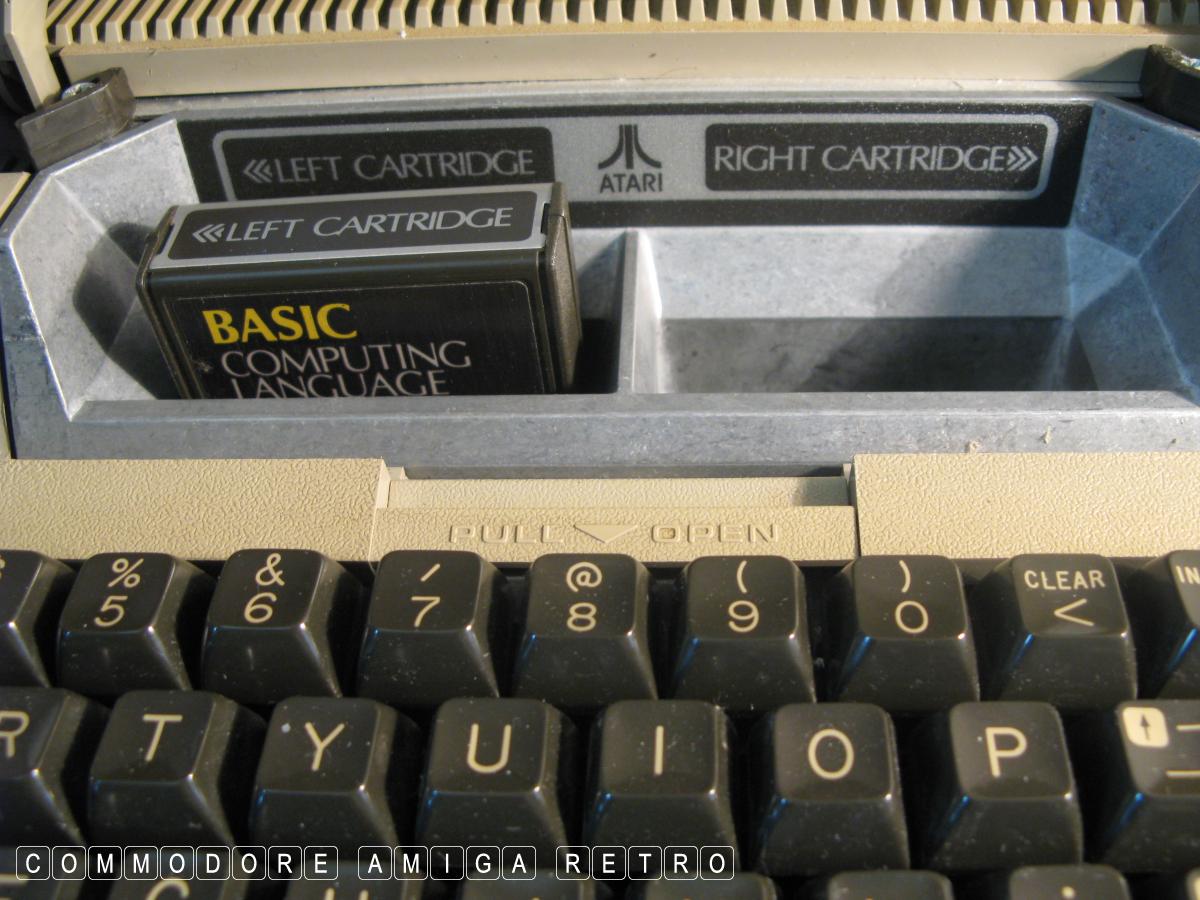 <<LEFT CARTRIDGE
ATARI
RIGHT CARTRIDGE>>
<<LEFT CARTRIDGE
BASIC
COMPUTING
LANGUAGE
PULL OPEN
% & ' @ ( ) CLEAR
5 6 7 8 9 0 <
R T Y U I O P
COMMODORE AMIGA RETRO